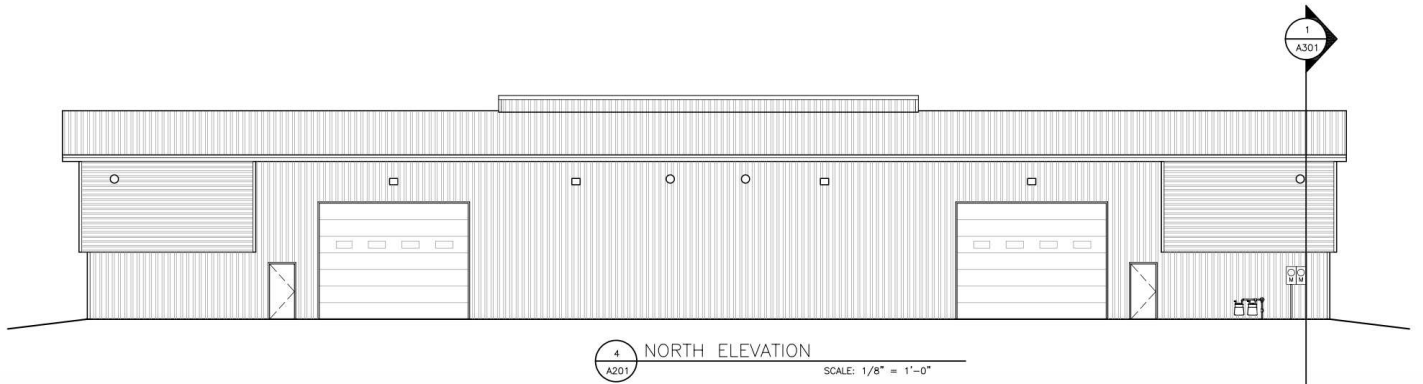 1
A301
M M
4
A201
NORTH ELEVATION
SCALE: 1/8" = 1'-0"